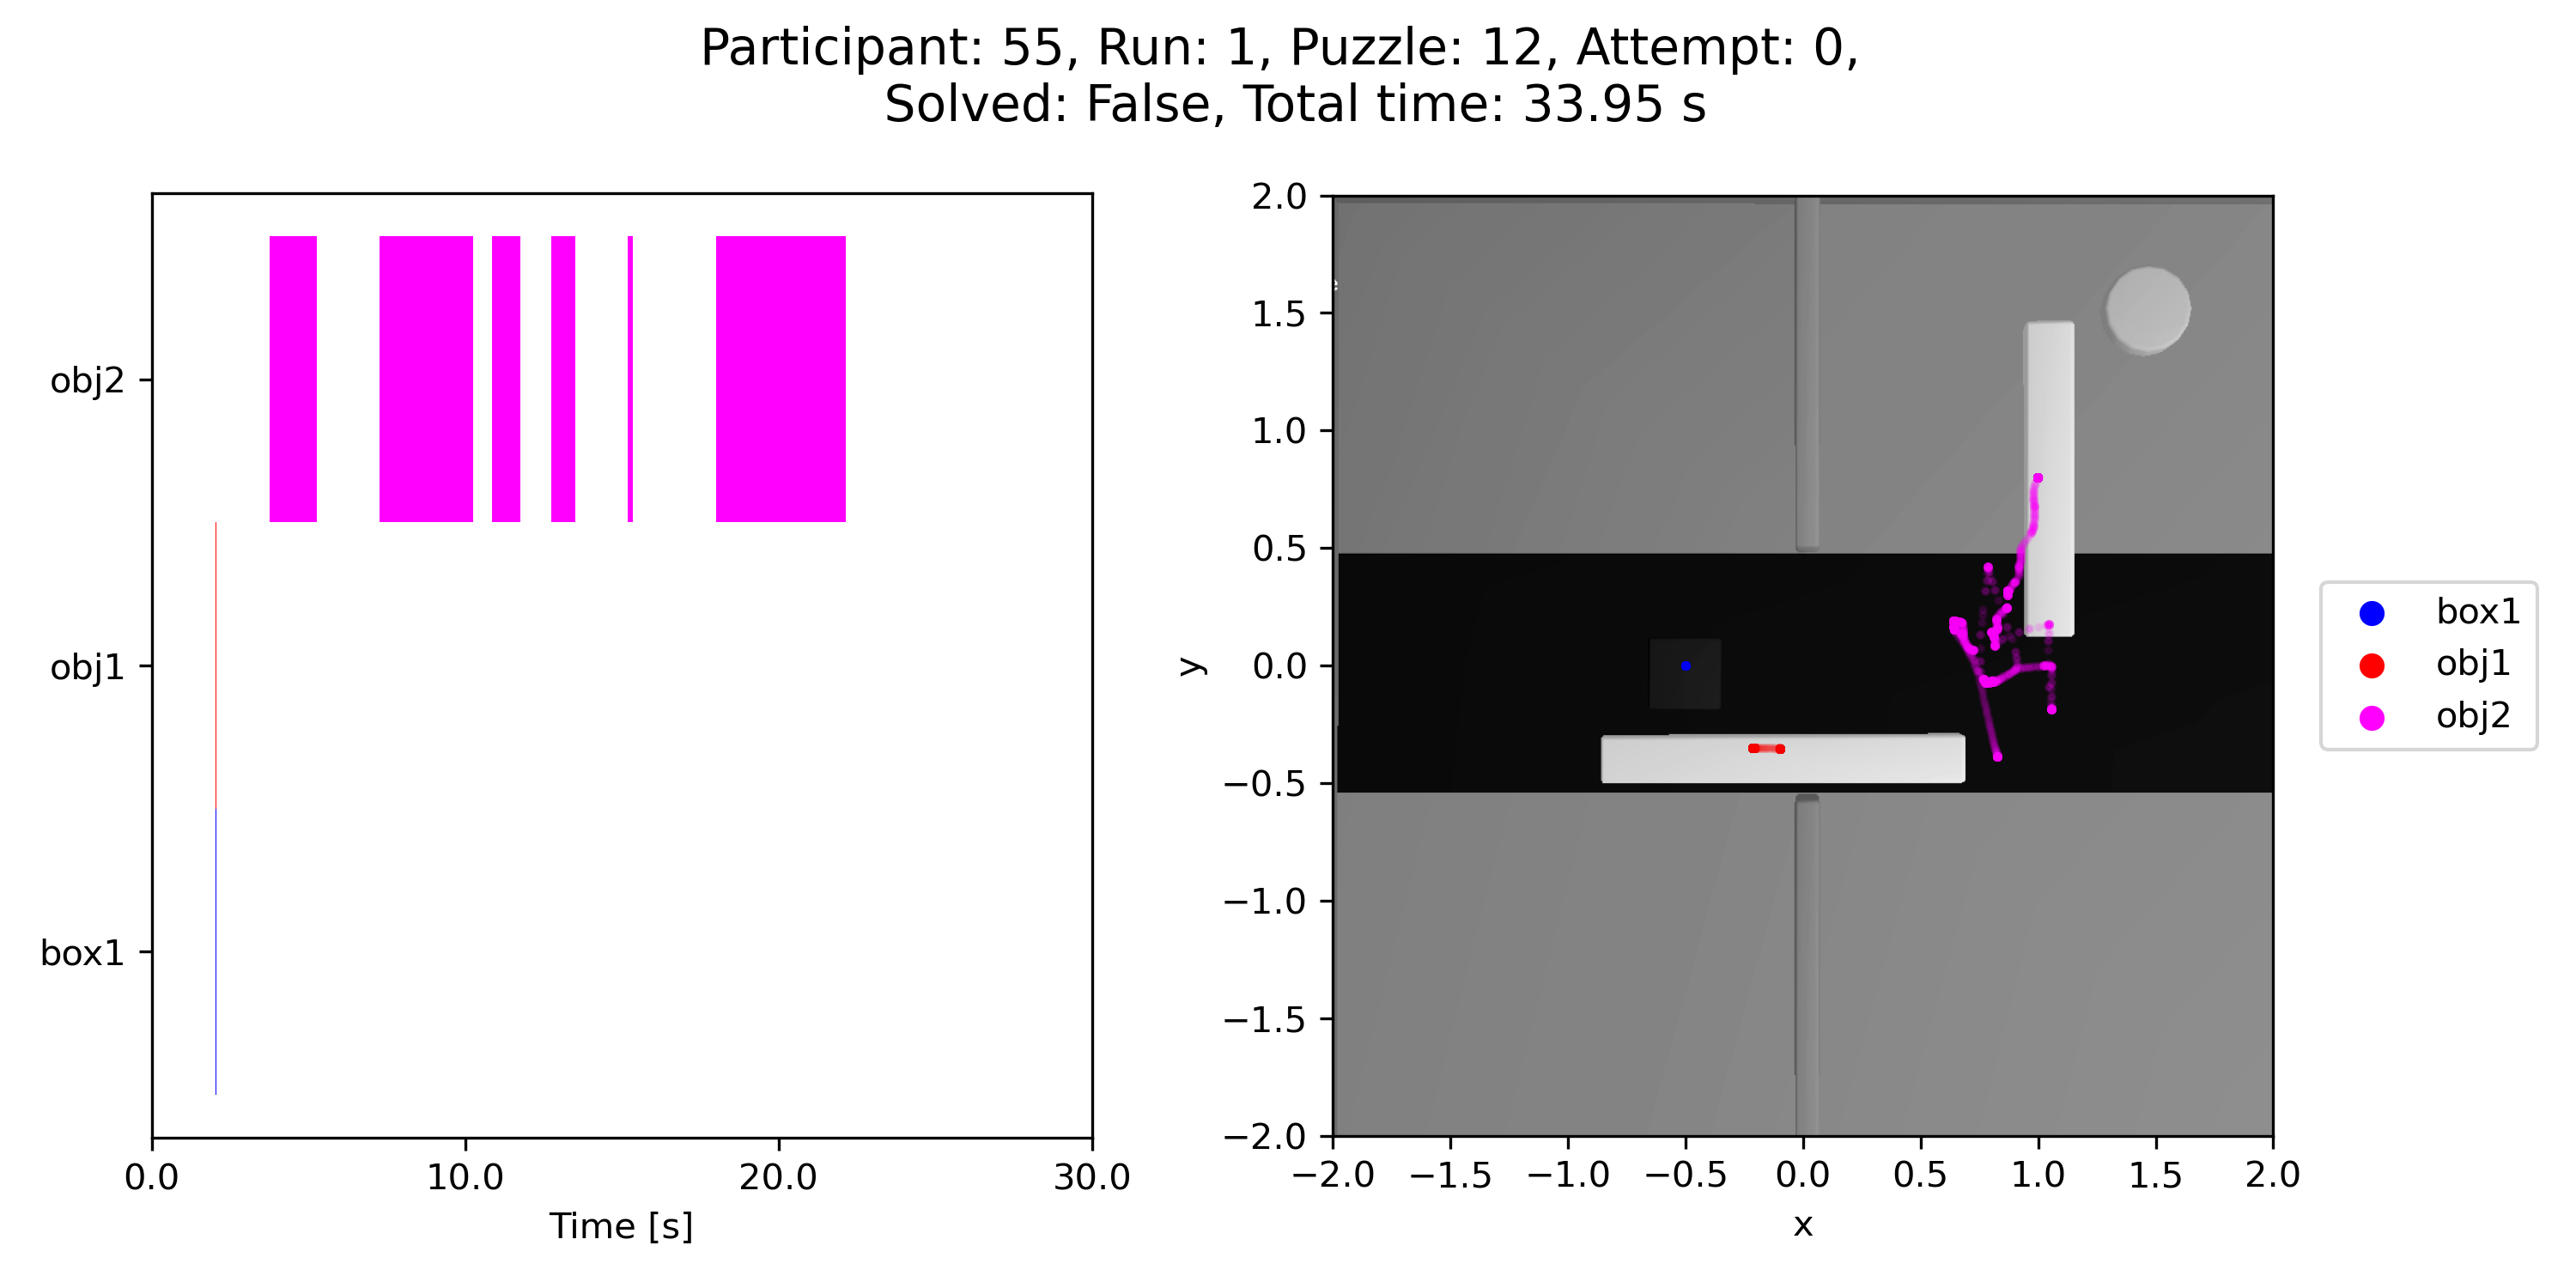 Participant: 55, Run: 1, Puzzle: 12, Attempt: 0,
Solved: False, Total time: 33.95 s
obj2
obj1
box1
0.0 10.0 20.0 30.0
Time [s]
2.0
1.5
1.0
0.5
0.0
−0.5
−1.0
−1.5
−2.0
y
−2.0 −1.5 −1.0 −0.5 0.0 0.5 1.0 1.5 2.0
x
e
box1
obj1
obj2